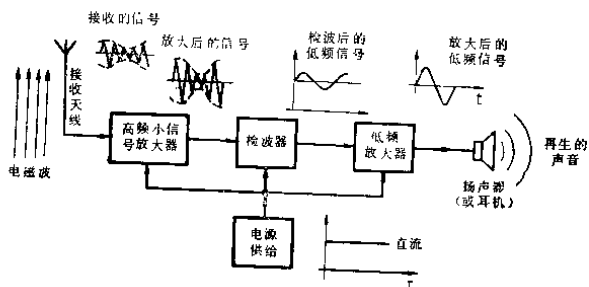 接收的信号
放大后的信号
检波后的
低频信号
放大后的
低频信号
接收天线
t
高频小信
号放大器
检波器
低频
放大器
再生的
声音
电磁波
扬声器
(或耳机)
电源
供给
直流